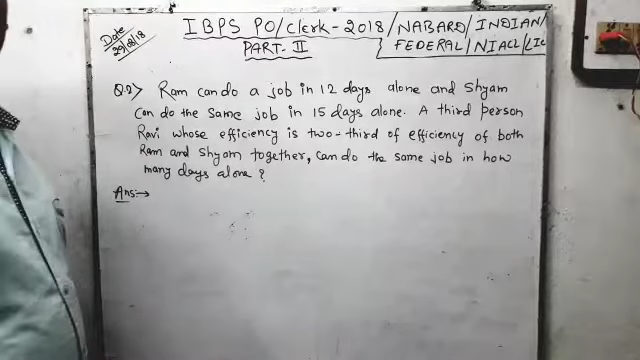 Date
29/08/18
IBPS PO/Clerk-2018/NABARD/INDIAN/
PART-II
FEDERAL/NIACL/LIC
Q.2) Ram can do a job in 12 days alone and Shyam
can do the same job in 15 days alone. A third person
Ravi whose efficiency is two-third of efficiency of both
Ram and Shyam together, can do the same job in how
many days alone?
Ans:→